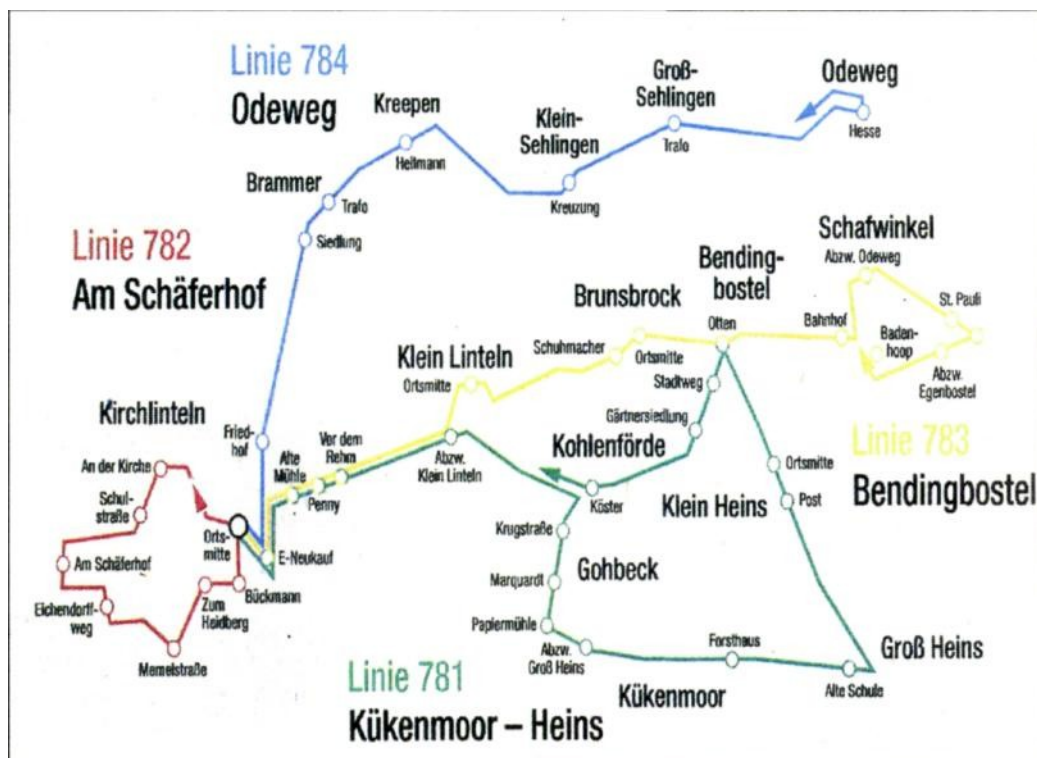 Linie 784
Odeweg
Kreepen
Heitmann
Groß-
Sehlingen
Trafo
Odeweg
Hesse
Klein-
Sehlingen
Kreuzung
Brammer
Trafo
Siedlung
Linie 782
Am Schäferhof
Schafwinkel
Abzw. Odeweg
St. Pauli
Bahnhof
Baden-
hoop
Abzw.
Egenbostel
Bending-
bostel
Otten
Brunsbrock
Schuhmacher
Ortsmitte
Stadtweg
Gärtnersiedlung
Klein Linteln
Ortsmitte
Kirchlinteln
Fried-
hof
An der Kirche
Schul-
straße
Am Schäferhof
Eichendorff-
weg
Memelstraße
Zum
Heidberg
Bückmann
Orts-
mitte
E-Neukauf
Alte
Mühle
Penny
Vor dem
Rehm
Abzw.
Klein Linteln
Kohlenförde
Köster
Linie 783
Bendingbostel
Klein Heins
Ortsmitte
Post
Krugstraße
Gohbeck
Marquardt
Papiermühle
Abzw.
Groß Heins
Forsthaus
Kükenmoor
Groß Heins
Alte Schule
Linie 781
Kükenmoor – Heins